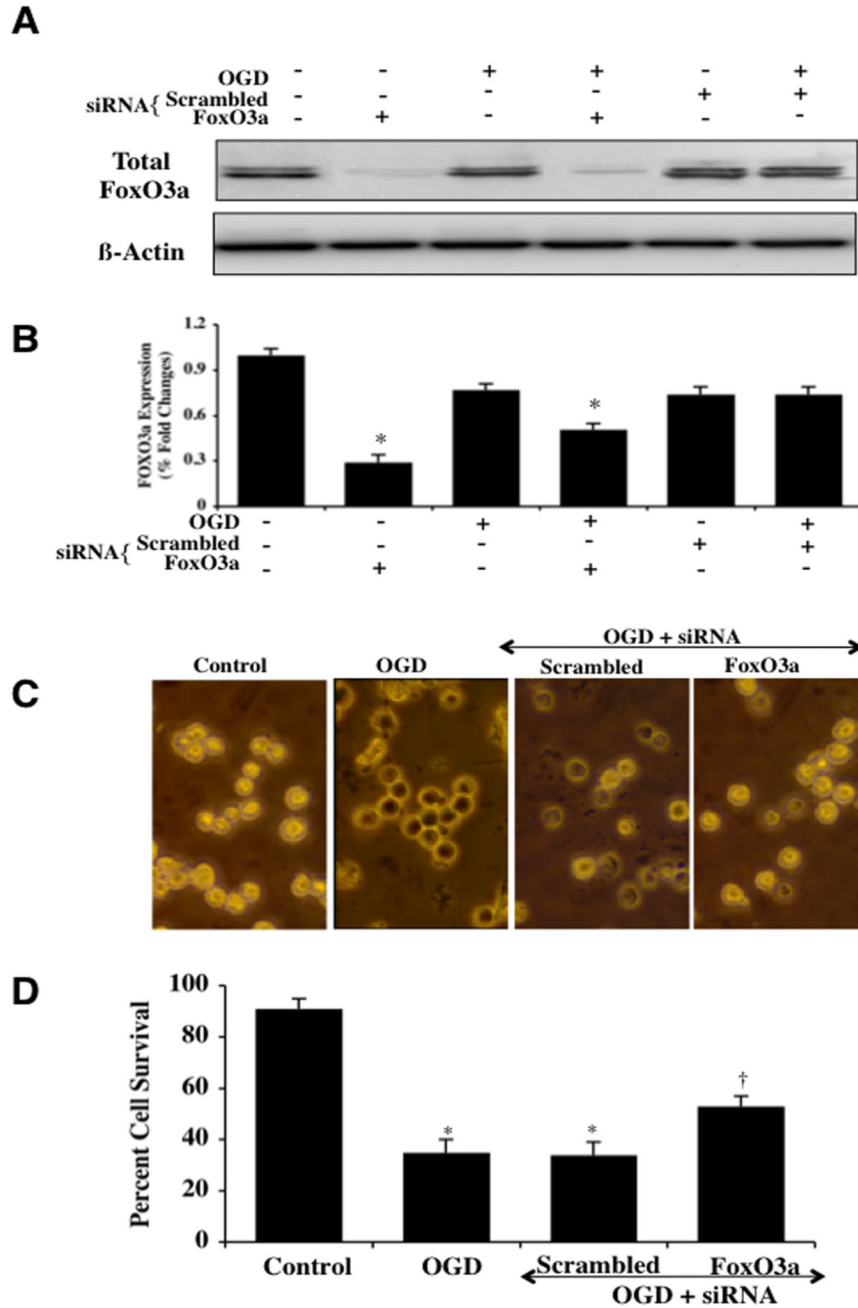 A
OGD - - + + - +
siRNA{ Scrambled - - - - + +
FoxO3a - + - + - -
Total
FoxO3a
ß-Actin
B
FOXO3a Expression
(% Fold Changes)
1.2
0.9
0.6
0.3
0
*
*
OGD - - + + - +
siRNA{ Scrambled - - - - + +
FoxO3a - + - + - -
C
OGD + siRNA
Control OGD Scrambled FoxO3a
D
Percent Cell Survival
100
80
60
40
20
0
* * †
Control OGD Scrambled FoxO3a
OGD + siRNA